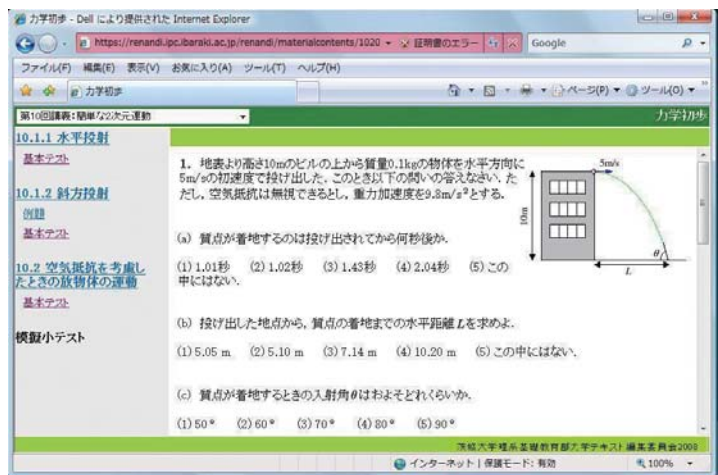 力学初歩 - Dell により提供された Internet Explorer
https://renandi.ipc.ibaraki.ac.jp/renandi/materialcontents/1020
証明書のエラー
Google
ファイル(F) 編集(E) 表示(V) お気に入り(A) ツール(T) ヘルプ(H)
力学初歩
ページ(P) ツール(O)
第10回講義:簡単な2次元運動
力学初歩
10.1.1 水平投射
基本テスト
10.1.2 斜方投射
例題
基本テスト
10.2 空気抵抗を考慮し
たときの放物体の運動
基本テスト
模擬小テスト
1. 地表より高さ10mのビルの上から質量0.1kgの物体を水平方向に
5m/sの初速度で投げ出した.このとき以下の問いの答えなさい.た
だし,空気抵抗は無視できるとし,重力加速度を9.8m/s²とする.
5m/s
10m
θ
L
(a) 質点が着地するのは投げ出されてから何秒後か.
(1) 1.01秒 (2) 1.02秒 (3) 1.43秒 (4) 2.04秒 (5) この
中にはない.
(b) 投げ出した地点から,質点の着地までの水平距離Lを求めよ.
(1) 5.05 m (2) 5.10 m (3) 7.14 m (4) 10.20 m (5) この中にはない.
(c) 質点が着地するときの入射角θはおよそどれくらいか.
(1) 50° (2) 60° (3) 70° (4) 80° (5) 90°
茨城大学理系基礎教育部力学テキスト編集委員会2008
インターネット | 保護モード: 有効
100%